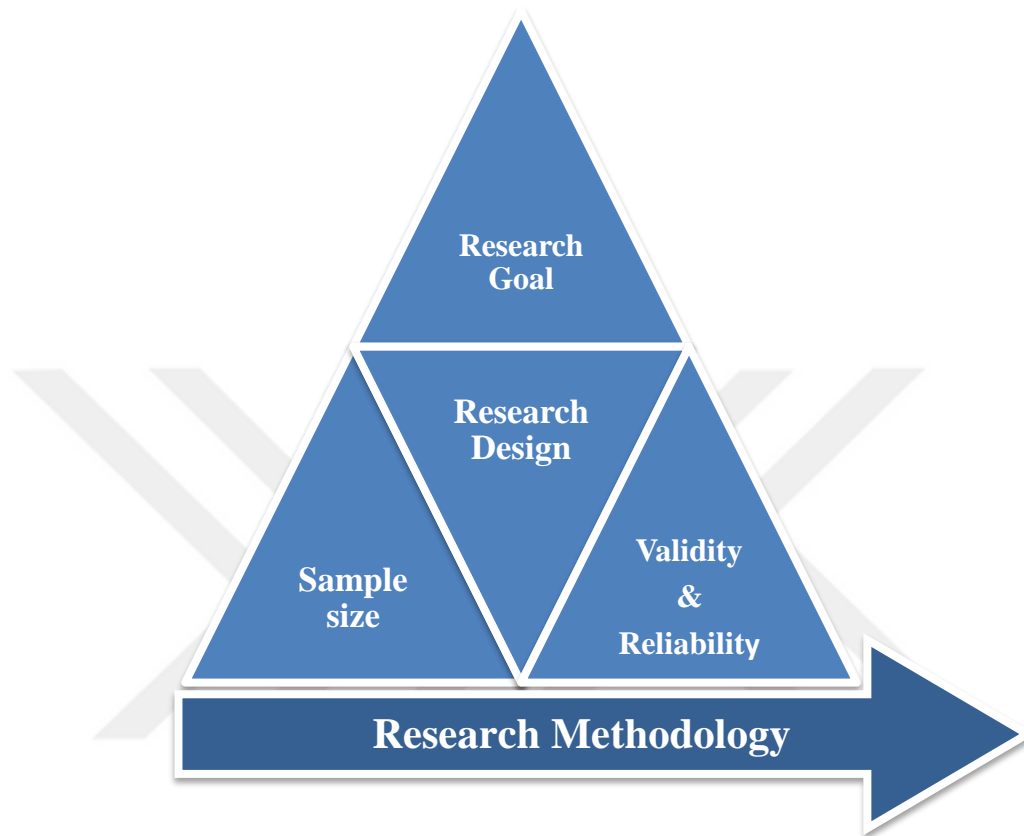 Research
Goal
Research
Design
Sample
size
Validity
&
Reliability
Research Methodology